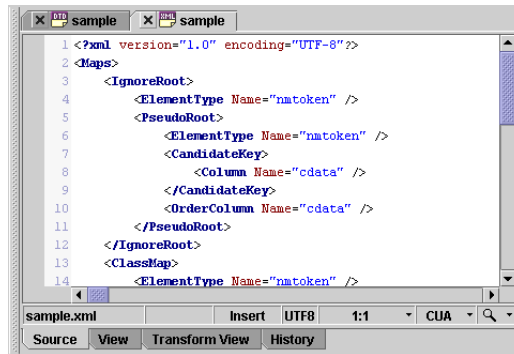 DTD sample XML sample
1 <?xml version="1.0" encoding="UTF-8"?>
2 <Maps>
3 <IgnoreRoot>
4 <ElementType Name="nmtoken" />
5 <PseudoRoot>
6 <ElementType Name="nmtoken" />
7 <CandidateKey>
8 <Column Name="cdata" />
9 </CandidateKey>
10 <OrderColumn Name="cdata" />
11 </PseudoRoot>
12 </IgnoreRoot>
13 <ClassMap>
14 <ElementType Name="nmtoken" />
sample.xml Insert UTF8 1:1 CUA
Source View Transform View History